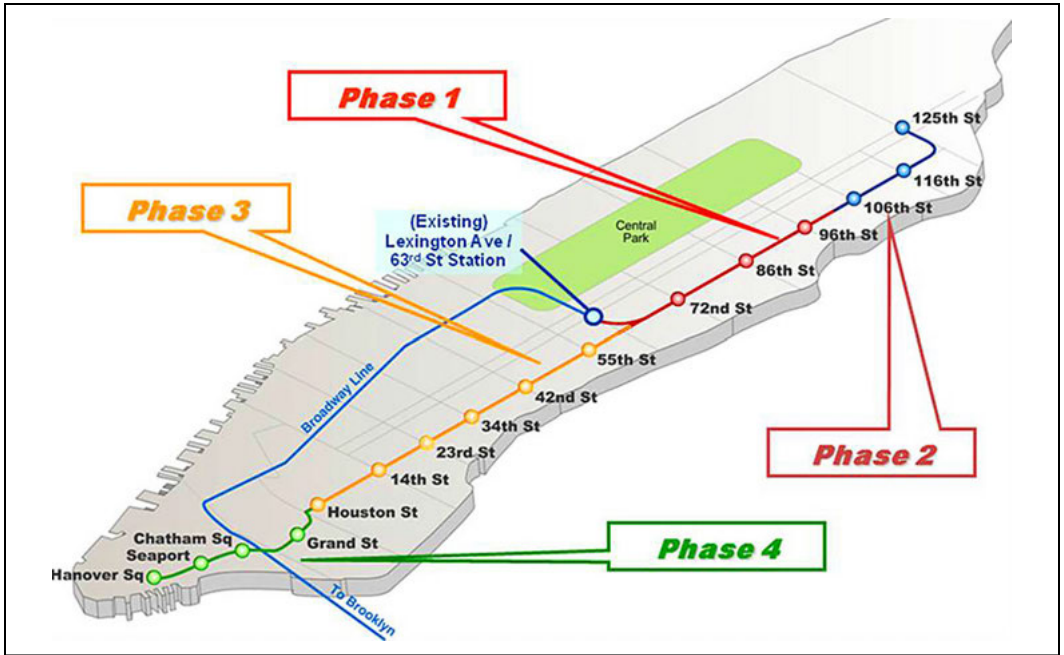 Phase 1
125th St
116th St
106th St
96th St
Phase 3
(Existing)
Lexington Ave /
63rd St Station
Central
Park
86th St
72nd St
55th St
Broadway Line
42nd St
34th St
23rd St
Phase 2
14th St
Houston St
Chatham Sq
Grand St
Seaport
Phase 4
Hanover Sq
To Brooklyn